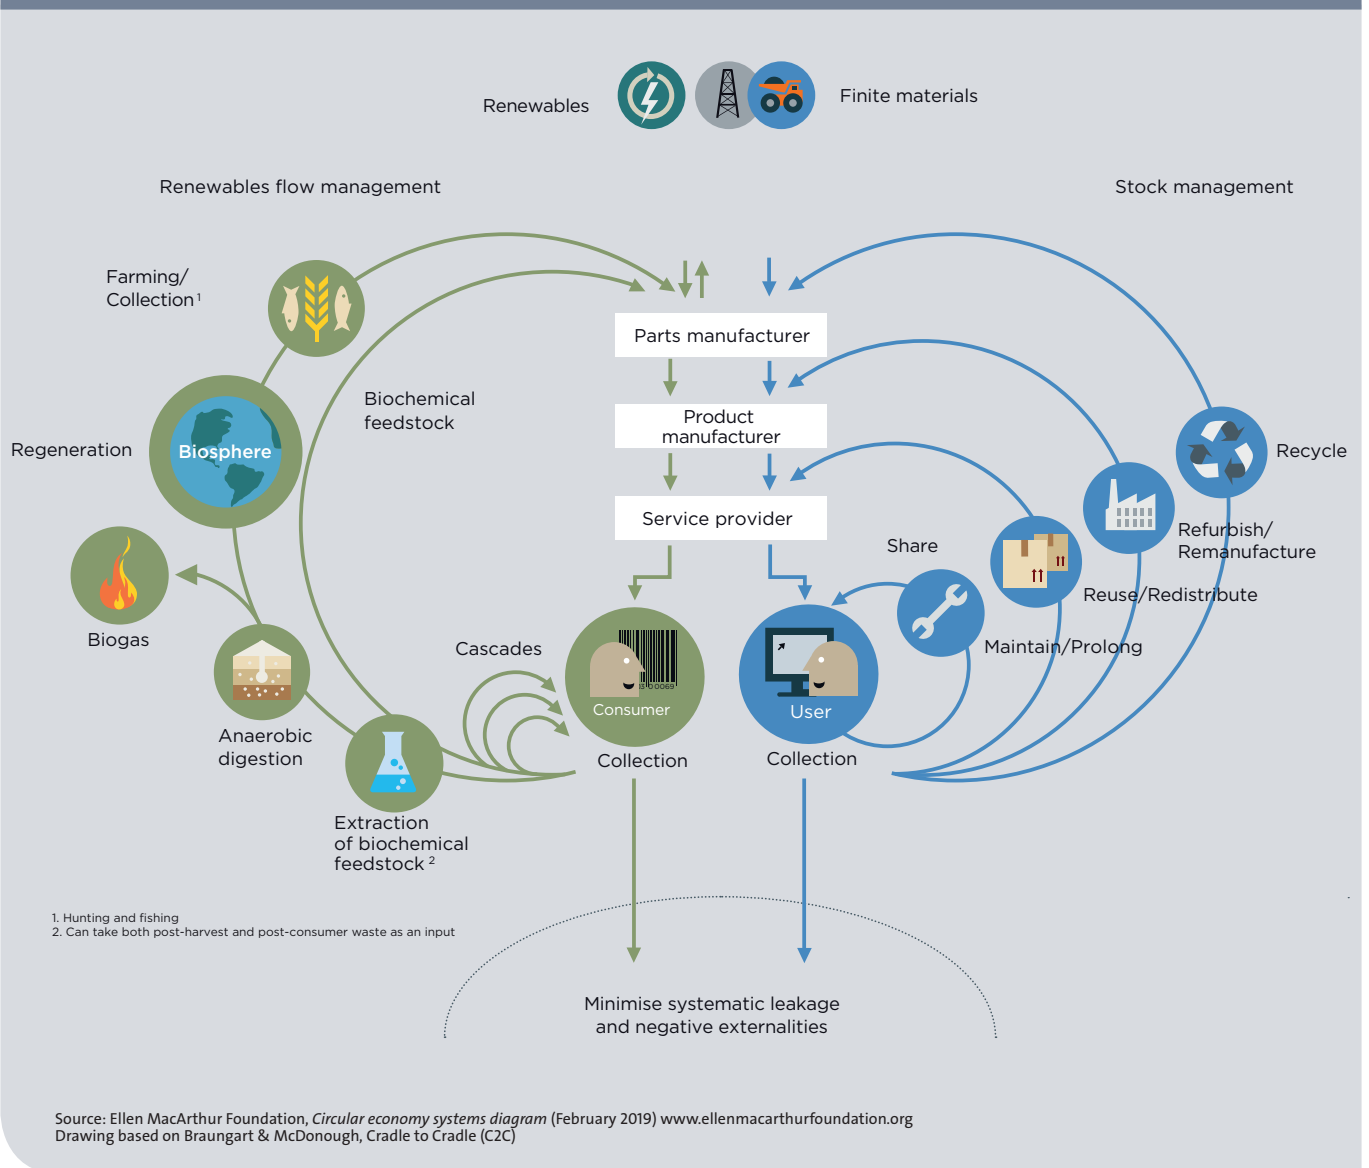 Renewables
Finite materials
Renewables flow management
Stock management
Farming/
Collection 1
Parts manufacturer
Biochemical
feedstock
Product
manufacturer
Regeneration
Biosphere
Recycle
Service provider
Share
Refurbish/
Remanufacture
Reuse/Redistribute
Biogas
Cascades
Maintain/Prolong
Consumer
User
Anaerobic
digestion
Collection
Collection
Extraction
of biochemical
feedstock 2
1. Hunting and fishing
2. Can take both post-harvest and post-consumer waste as an input
Minimise systematic leakage
and negative externalities
Source: Ellen MacArthur Foundation, Circular economy systems diagram (February 2019) www.ellenmacarthurfoundation.org
Drawing based on Braungart & McDonough, Cradle to Cradle (C2C)